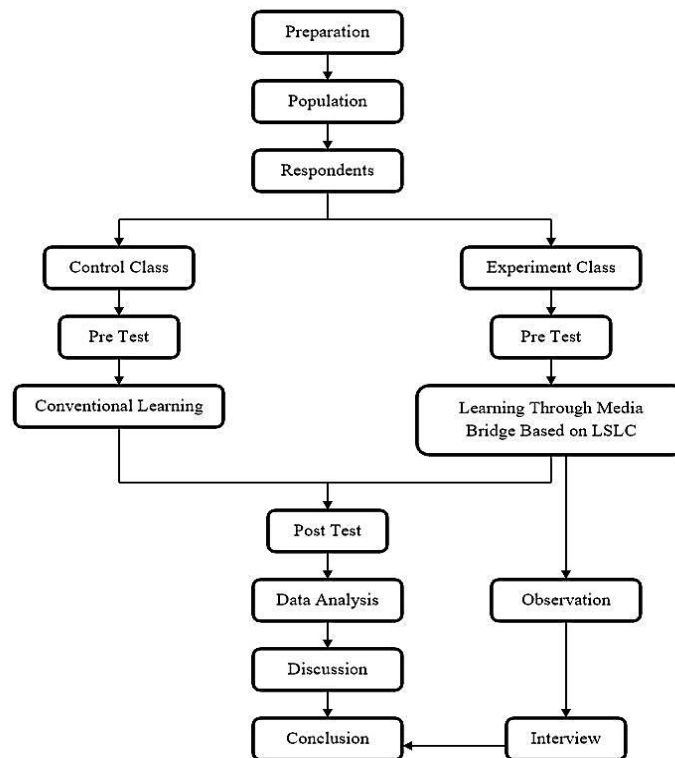 Preparation
Population
Respondents
Control Class
Experiment Class
Pre Test
Pre Test
Conventional Learning
Learning Through Media
Bridge Based on LSLC
Post Test
Data Analysis
Observation
Discussion
Conclusion
Interview